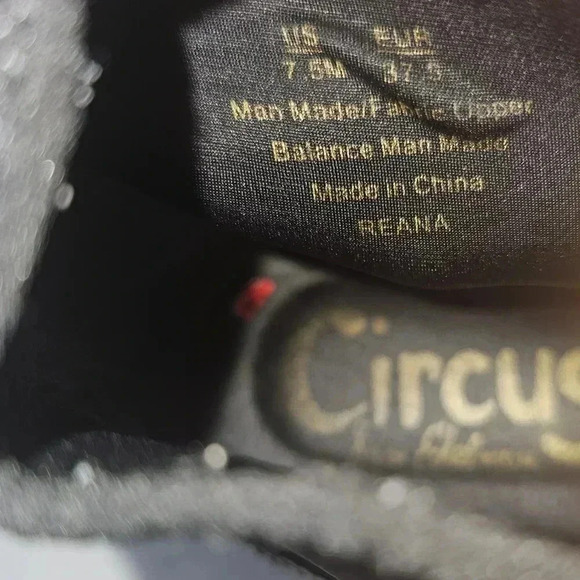 US EUR
7.5M 37.5
Man Made/Fabric Upper
Balance Man Made
Made in China
REANA
Circus